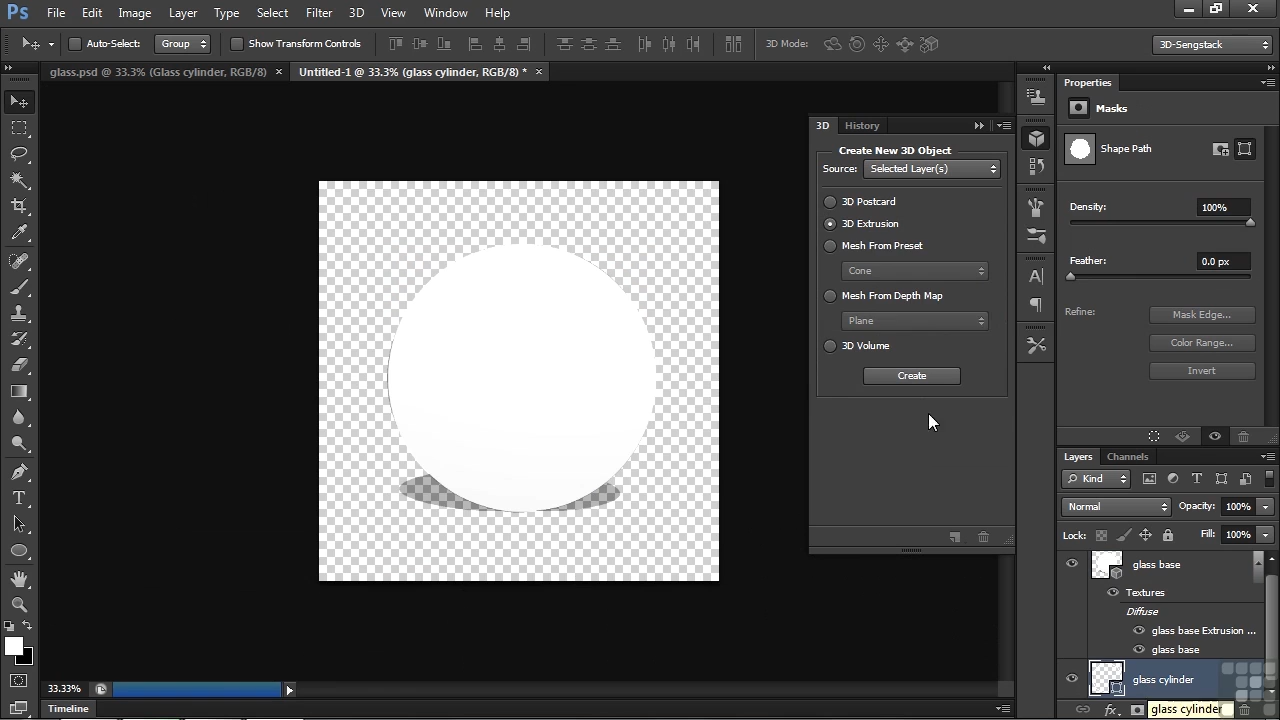 Ps File Edit Image Layer Type Select Filter 3D View Window Help
Auto-Select: Group Show Transform Controls 3D Mode: 3D-Sengstack
glass.psd @ 33.3% (Glass cylinder, RGB/8) × Untitled-1 @ 33.3% (glass cylinder, RGB/8) * ×
3D History
Create New 3D Object
Source: Selected Layer(s)
3D Postcard
3D Extrusion
Mesh From Preset
Cone
Mesh From Depth Map
Plane
3D Volume
Create
Properties
Masks
Shape Path
Density: 100%
Feather: 0.0 px
Refine: Mask Edge...
Color Range...
Invert
Layers Channels
Kind
Normal Opacity: 100%
Lock: Fill: 100%
glass base
Textures
Diffuse
glass base Extrusion ...
glass base
glass cylinder
fx
glass cylinder
33.33%
Timeline